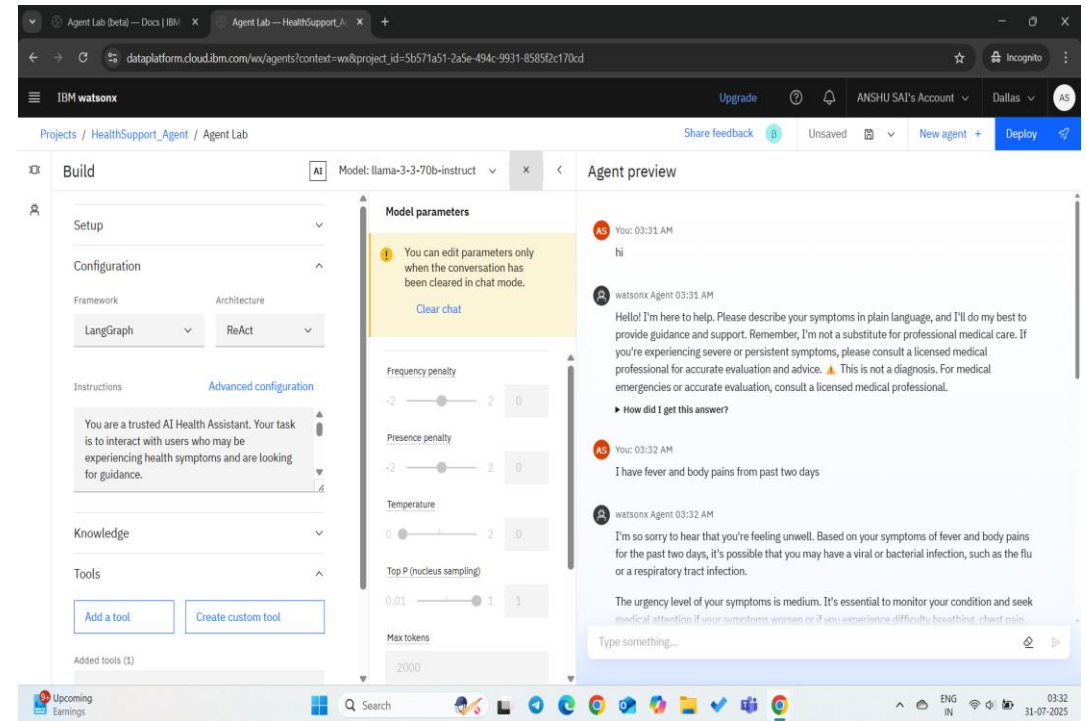 Agent Lab (beta) — Docs | IBM
Agent Lab — HealthSupport_A
dataplatform.cloud.ibm.com/wx/agents?context=wx&project_id=5b571a51-2a5e-494c-9931-8585f2c170cd
Incognito
IBM watsonx
Upgrade
ANSHU SAI's Account
Dallas
AS
Projects / HealthSupport_Agent / Agent Lab
Share feedback
β
Unsaved
New agent +
Deploy
Build
AI
Model: llama-3-3-70b-instruct
Agent preview
Setup
Configuration
Framework
Architecture
LangGraph
ReAct
Instructions
Advanced configuration
You are a trusted AI Health Assistant. Your task
is to interact with users who may be
experiencing health symptoms and are looking
for guidance.
Knowledge
Tools
Add a tool
Create custom tool
Added tools (1)
Model parameters
You can edit parameters only
when the conversation has
been cleared in chat mode.
Clear chat
Frequency penalty
-2 2 0
Presence penalty
-2 2 0
Temperature
0 2 0
Top P (nucleus sampling)
0.01 1 1
Max tokens
2000
AS You: 03:31 AM
hi
watsonx Agent 03:31 AM
Hello! I'm here to help. Please describe your symptoms in plain language, and I'll do my best to
provide guidance and support. Remember, I'm not a substitute for professional medical care. If
you're experiencing severe or persistent symptoms, please consult a licensed medical
professional for accurate evaluation and advice. ⚠ This is not a diagnosis. For medical
emergencies or accurate evaluation, consult a licensed medical professional.
How did I get this answer?
AS You: 03:32 AM
I have fever and body pains from past two days
watsonx Agent 03:32 AM
I'm so sorry to hear that you're feeling unwell. Based on your symptoms of fever and body pains
for the past two days, it's possible that you may have a viral or bacterial infection, such as the flu
or a respiratory tract infection.
The urgency level of your symptoms is medium. It's essential to monitor your condition and seek
medical attention if your symptoms worsen or if you experience difficulty breathing, chest pain,
Type something...
9+
Upcoming
Earnings
Search
ENG
IN
03:32
31-07-2025